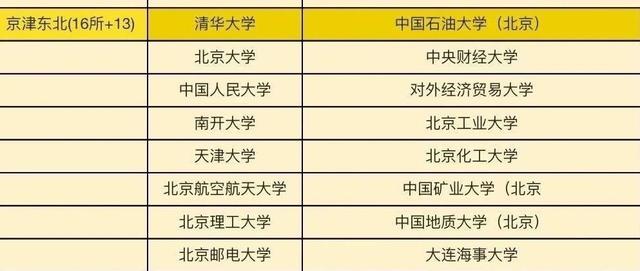 京津东北(16所+13) 清华大学 中国石油大学（北京）
北京大学 中央财经大学
中国人民大学 对外经济贸易大学
南开大学 北京工业大学
天津大学 北京化工大学
北京航空航天大学 中国矿业大学（北京
北京理工大学 中国地质大学（北京）
北京邮电大学 大连海事大学